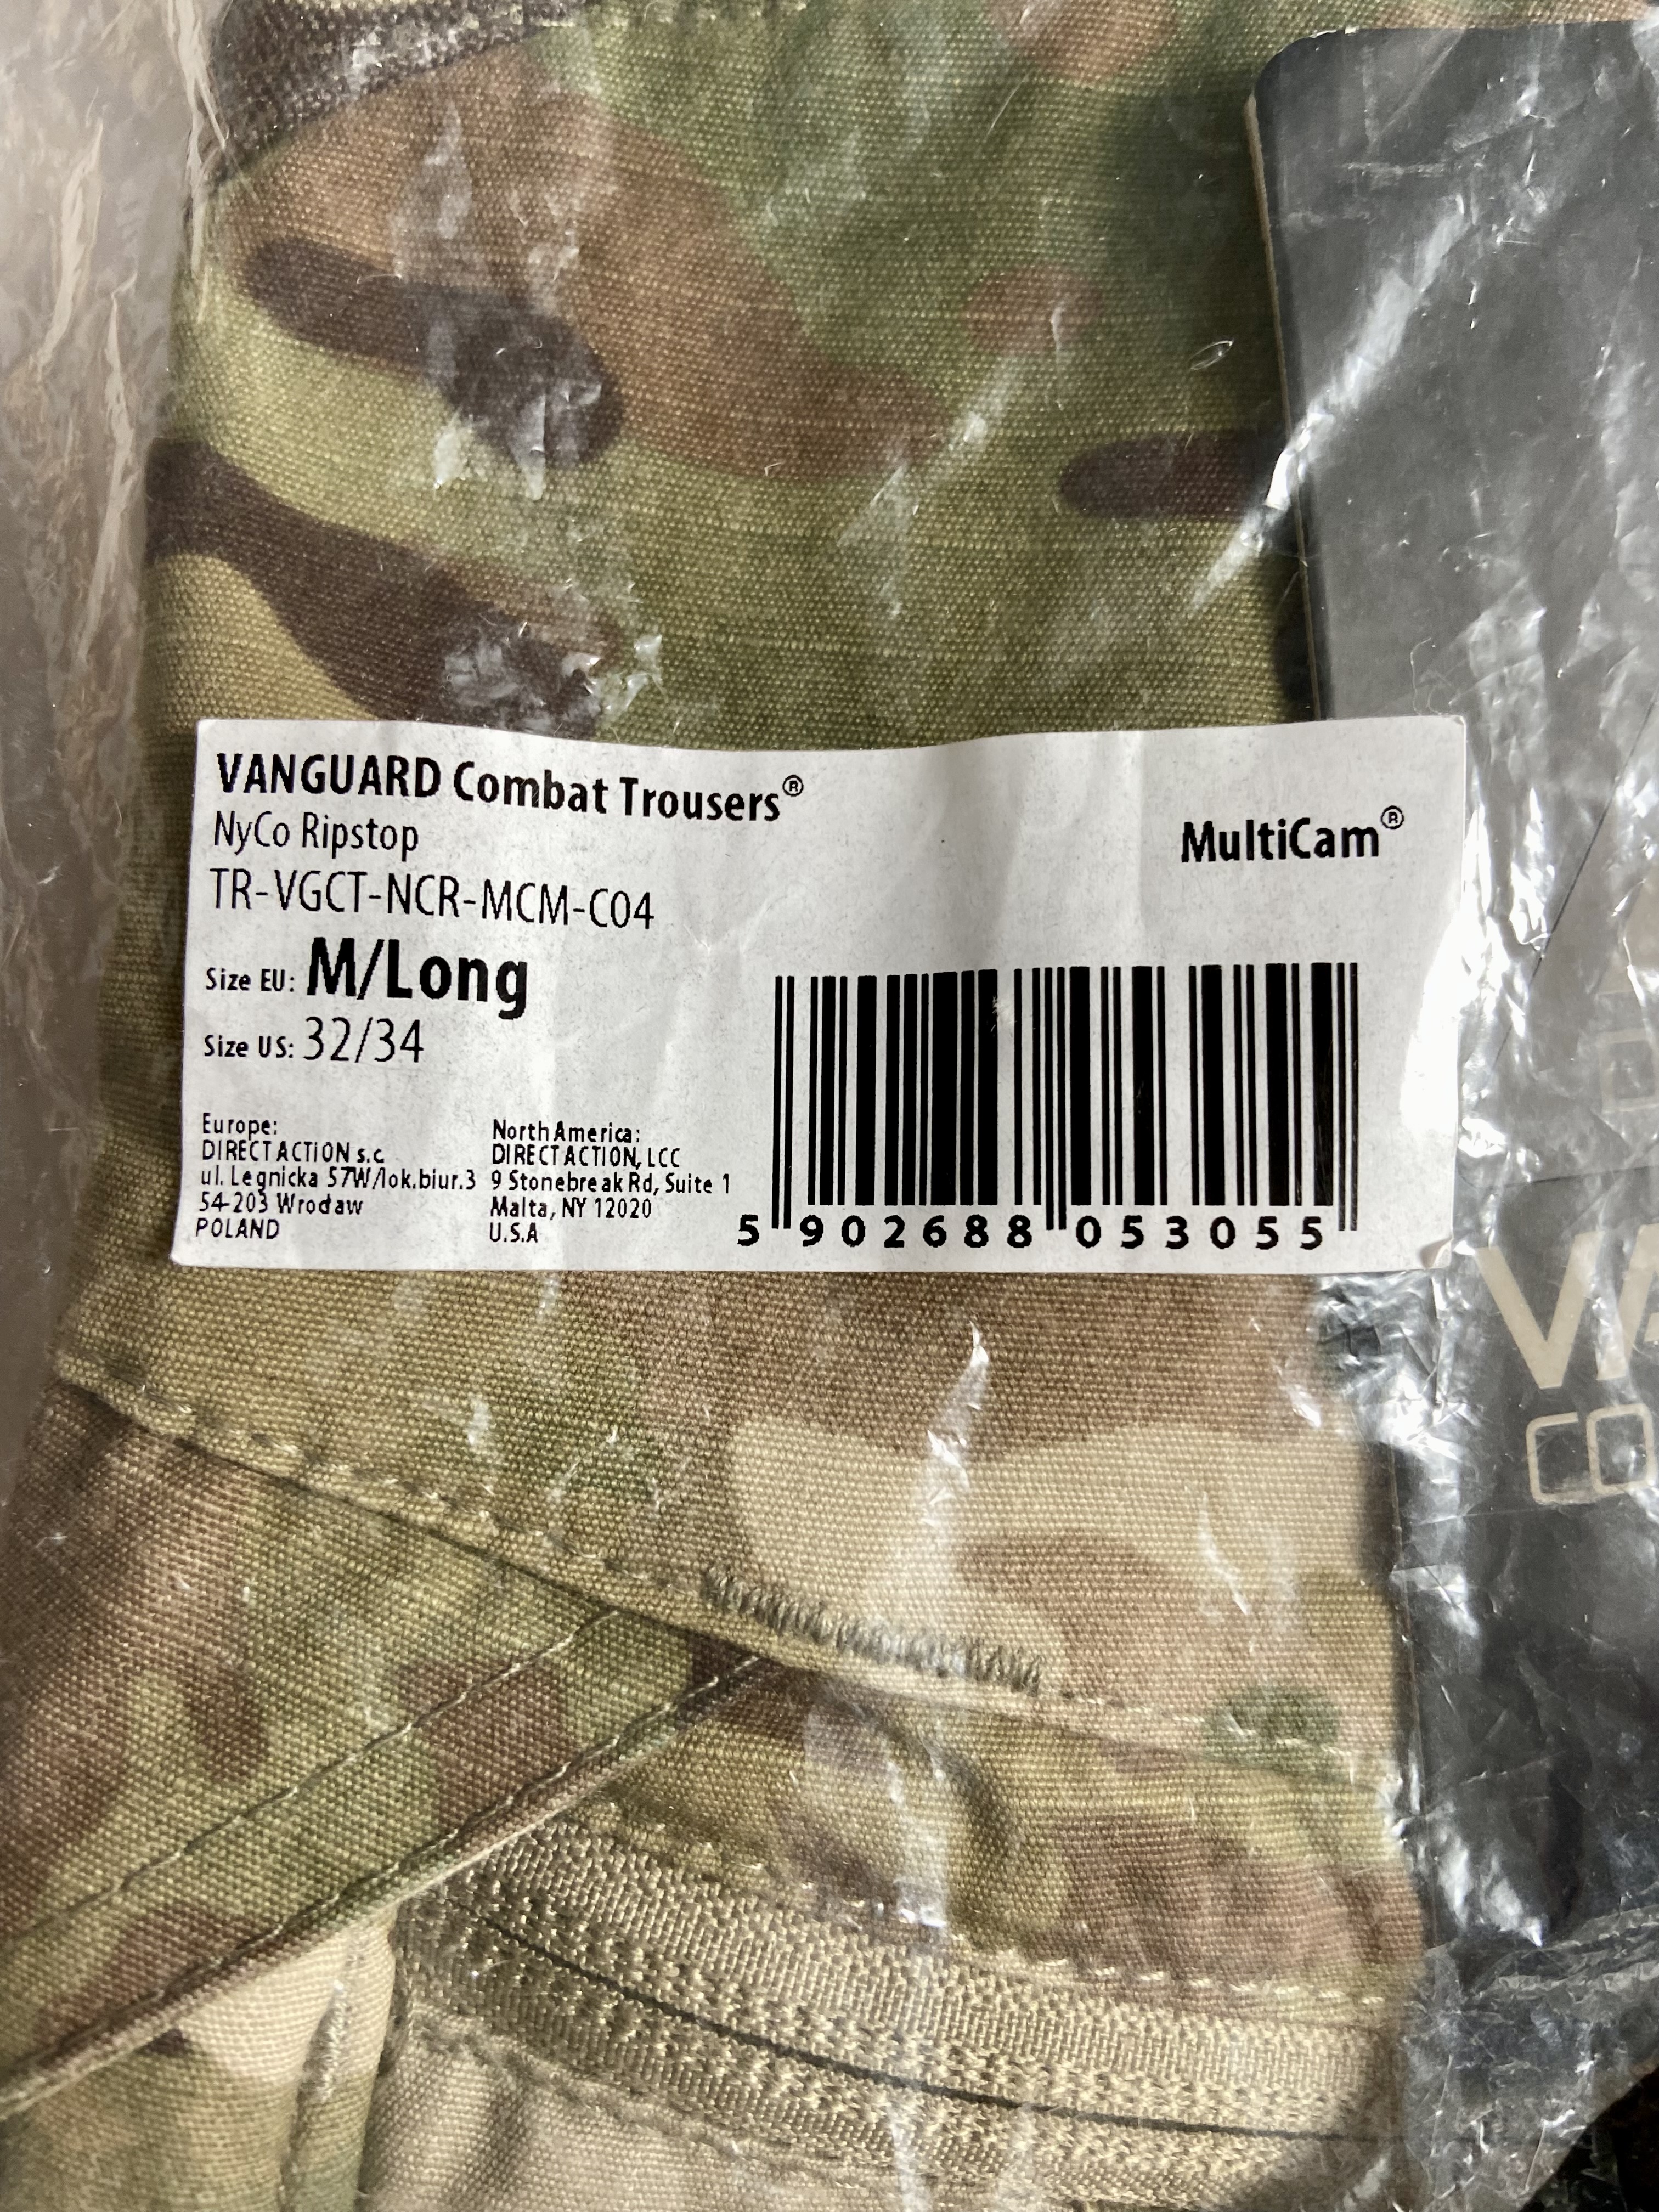 VANGUARD Combat Trousers®
NyCo Ripstop
MultiCam®
TR-VGCT-NCR-MCM-C04
Size EU: M/Long
Size US: 32/34
Europe:
DIRECT ACTION s.c
ul. Legnicka 57W/lok.biur.3
54-203 Wrocław
POLAND
North America:
DIRECT ACTION, LCC
9 Stonebreak Rd, Suite 1
Malta, NY 12020
U.S.A
5 902688 053055
VA
CO